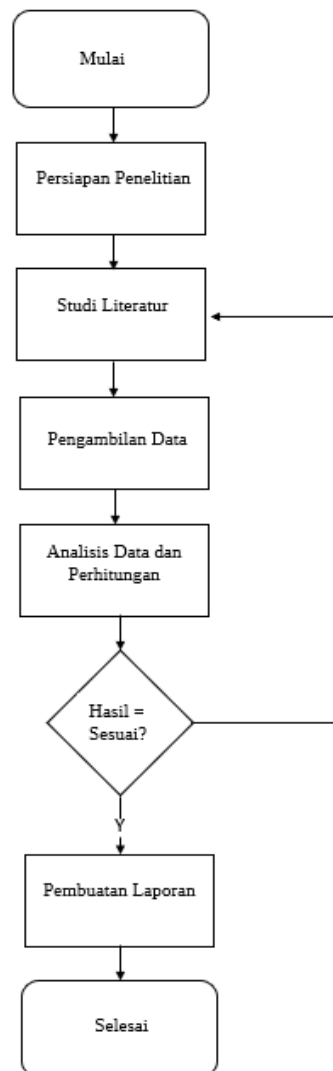 Mulai
Persiapan Penelitian
Studi Literatur
Pengambilan Data
Analisis Data dan
Perhitungan
Hasil =
Sesuai?
Y
Pembuatan Laporan
Selesai